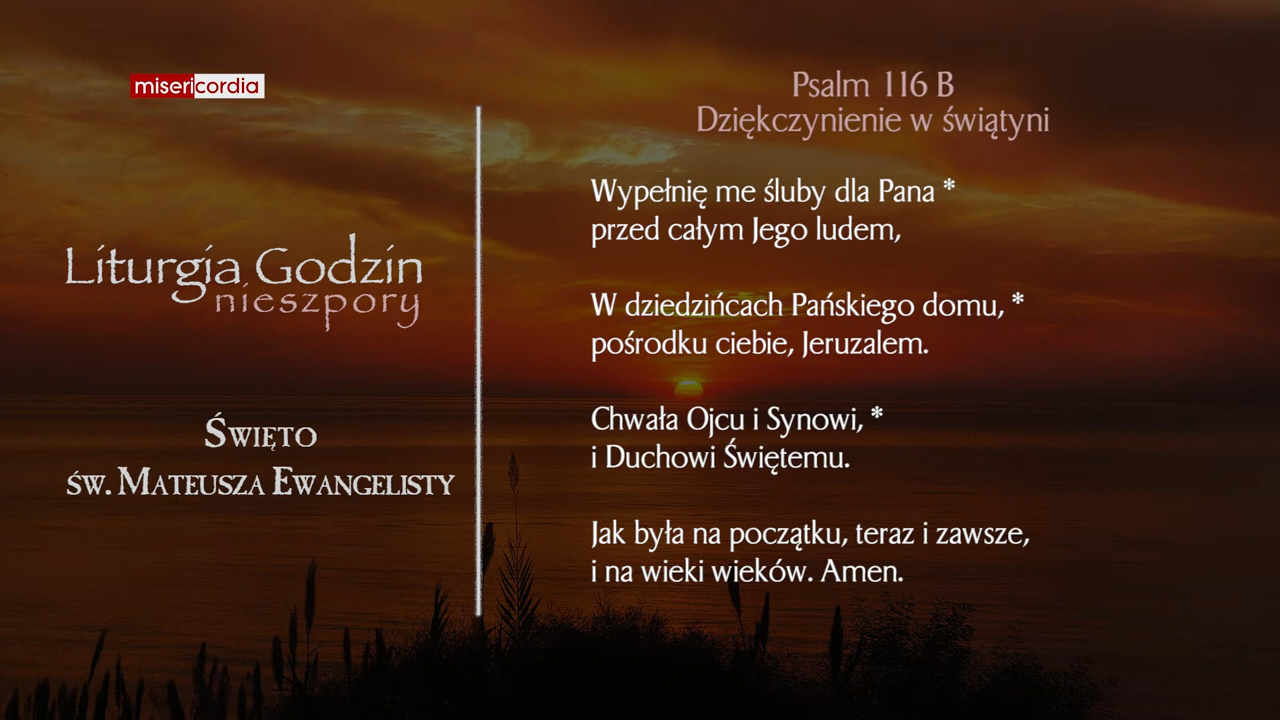 misericordia
Liturgia Godzin
nieszpory
Święto
św. Mateusza Ewangelisty
Psalm 116 B
Dziękczynienie w świątyni
Wypełnię me śluby dla Pana *
przed całym Jego ludem,
W dziedzińcach Pańskiego domu, *
pośrodku ciebie, Jeruzalem.
Chwała Ojcu i Synowi, *
i Duchowi Świętemu.
Jak była na początku, teraz i zawsze,
i na wieki wieków. Amen.